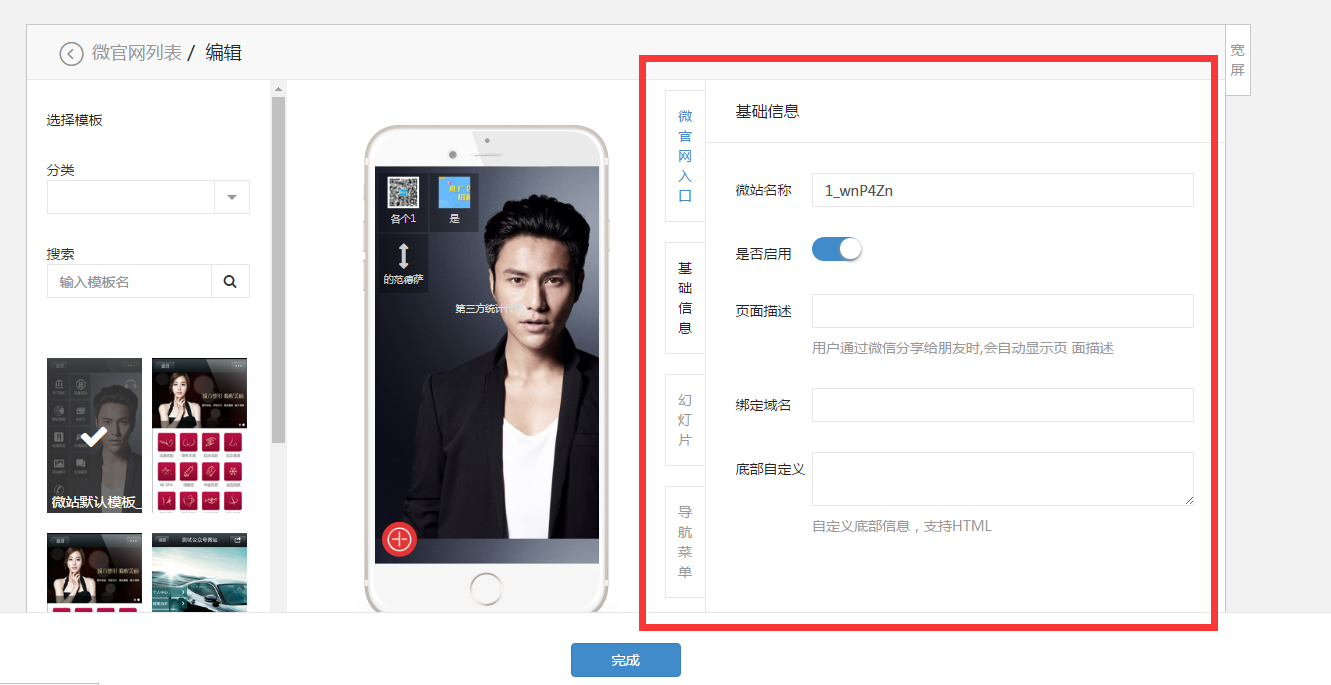 微官网列表 / 编辑
宽屏
选择模板
分类
搜索
输入模板名
微站默认模板_
各个1
是
的范德萨
第三方统计代
微官网入口
基础信息
幻灯片
导航菜单
基础信息
微站名称
1_wnP4Zn
是否启用
页面描述
用户通过微信分享给朋友时,会自动显示页 面描述
绑定域名
底部自定义
自定义底部信息，支持HTML
完成